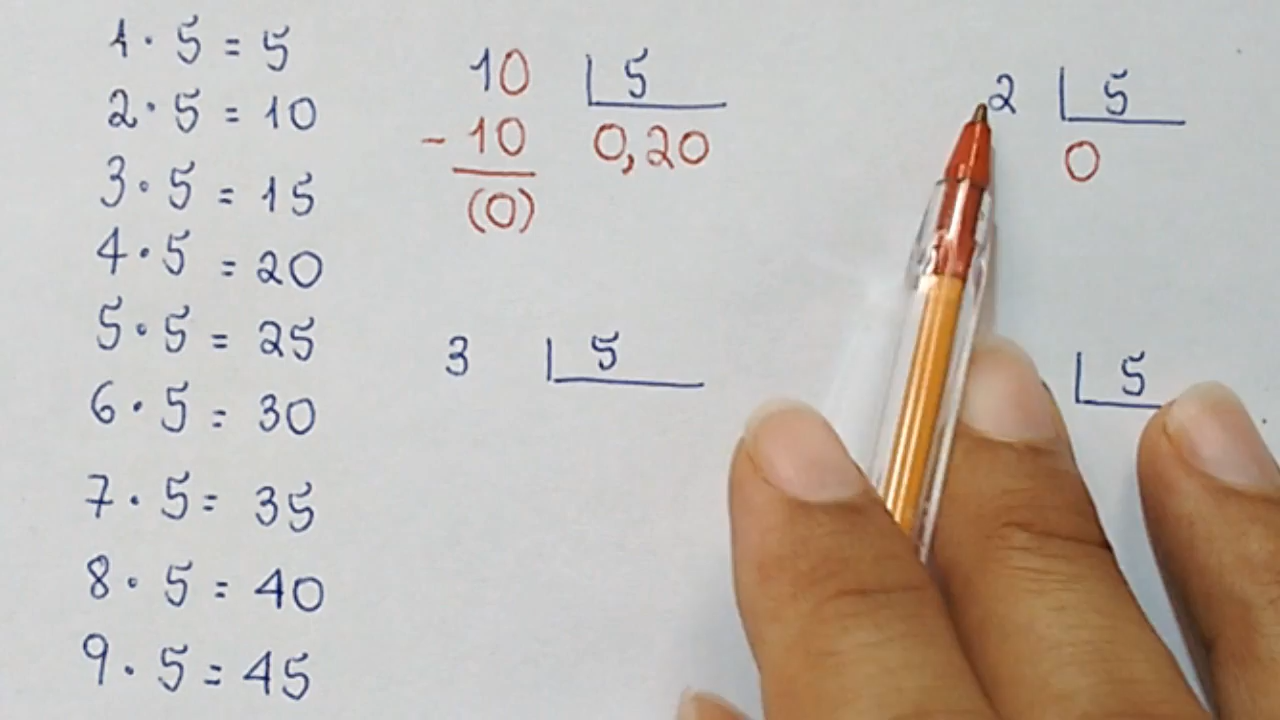 1 · 5 = 5
2 · 5 = 10
3 · 5 = 15
4 · 5 = 20
5 · 5 = 25
6 · 5 = 30
7 · 5 = 35
8 · 5 = 40
9 · 5 = 45
10 5
- 10 0,20
(0)
2 5
0
3 5
5